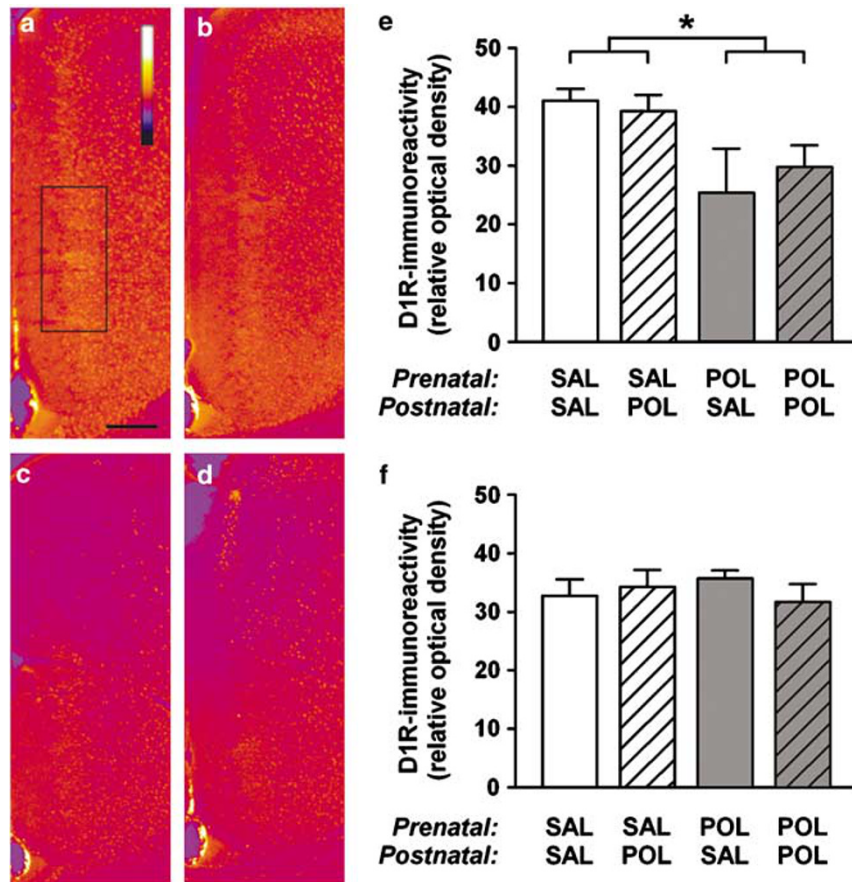 a
b
c
d
e
*
50
40
30
20
10
0
D1R-immunoreactivity
(relative optical density)
Prenatal: SAL SAL POL POL
Postnatal: SAL POL SAL POL
f
50
40
30
20
10
0
D1R-immunoreactivity
(relative optical density)
Prenatal: SAL SAL POL POL
Postnatal: SAL POL SAL POL